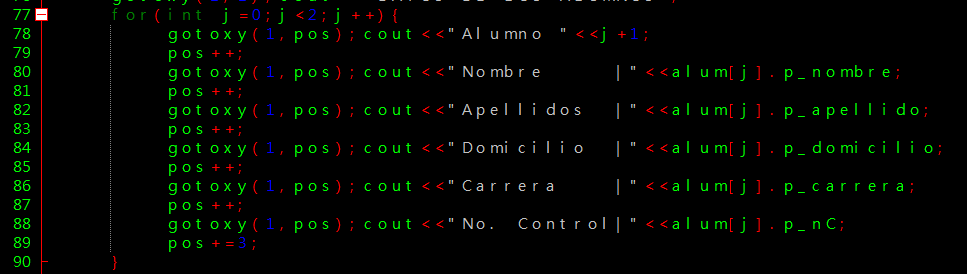 77 for(int j=0;j<2;j++){
78 gotoxy(1,pos);cout<<"Alumno "<<j+1;
79 pos++;
80 gotoxy(1,pos);cout<<"Nombre      |"<<alum[j].p_nombre;
81 pos++;
82 gotoxy(1,pos);cout<<"Apellidos   |"<<alum[j].p_apellido;
83 pos++;
84 gotoxy(1,pos);cout<<"Domicilio   |"<<alum[j].p_domicilio;
85 pos++;
86 gotoxy(1,pos);cout<<"Carrera     |"<<alum[j].p_carrera;
87 pos++;
88 gotoxy(1,pos);cout<<"No. Control|"<<alum[j].p_nC;
89 pos+=3;
90 }